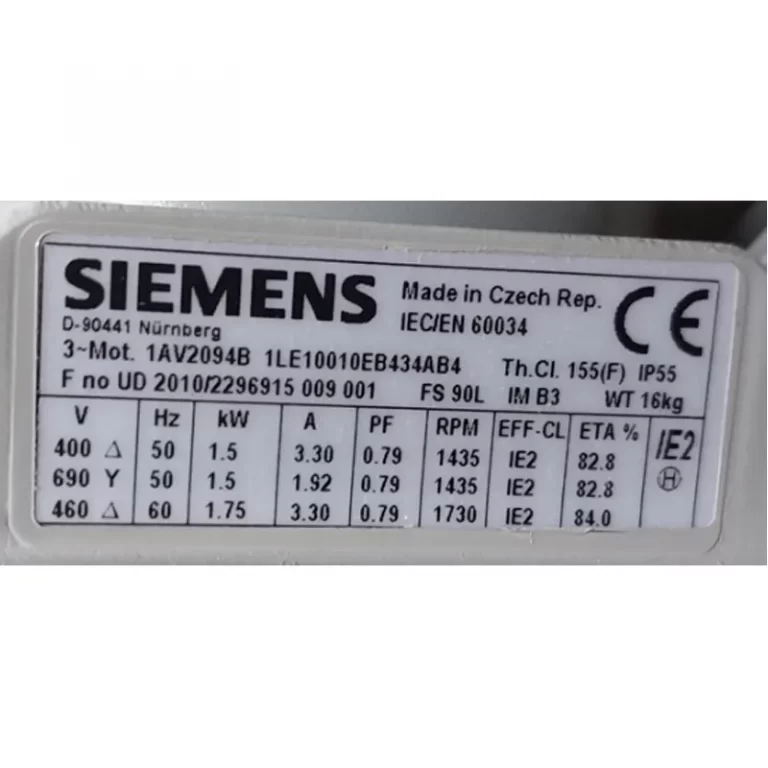 SIEMENS Made in Czech Rep. CE
D-90441 Nürnberg IEC/EN 60034
3~Mot. 1AV2094B 1LE10010EB434AB4 Th.Cl. 155(F) IP55
F no UD 2010/2296915 009 001 FS 90L IM B3 WT 16kg
V Hz kW A PF RPM EFF-CL ETA % IE2
400 Δ 50 1.5 3.30 0.79 1435 IE2 82.8
690 Y 50 1.5 1.92 0.79 1435 IE2 82.8 H
460 Δ 60 1.75 3.30 0.79 1730 IE2 84.0